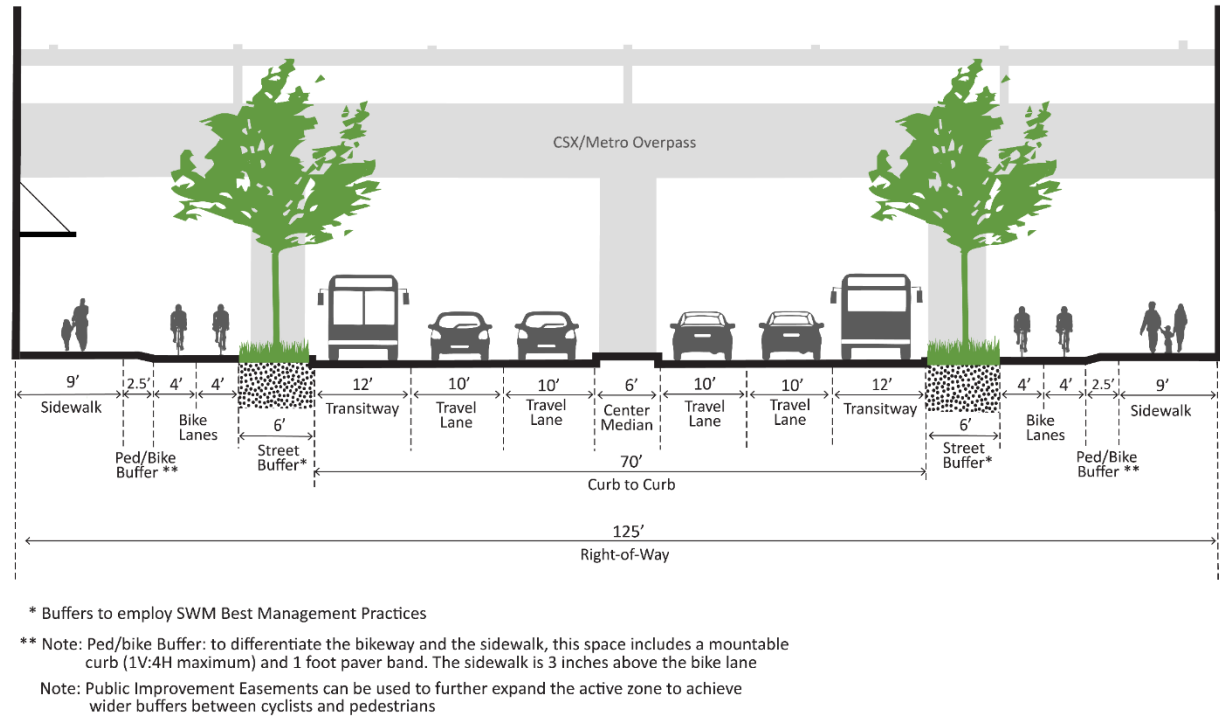 CSX/Metro Overpass
9’ 2.5’ 4’ 4’ 12’ 10’ 10’ 6’ 10’ 10’ 12’ 4’ 4’ 2.5’ 9’
Sidewalk
Bike
Lanes
Ped/Bike
Buffer **
6’
Street
Buffer*
Transitway
Travel
Lane
Travel
Lane
Center
Median
Travel
Lane
Travel
Lane
Transitway
6’
Street
Buffer*
Bike
Lanes
Ped/Bike
Buffer **
Sidewalk
70’
Curb to Curb
125’
Right-of-Way
* Buffers to employ SWM Best Management Practices
** Note: Ped/bike Buffer: to differentiate the bikeway and the sidewalk, this space includes a mountable
curb (1V:4H maximum) and 1 foot paver band. The sidewalk is 3 inches above the bike lane
Note: Public Improvement Easements can be used to further expand the active zone to achieve
wider buffers between cyclists and pedestrians